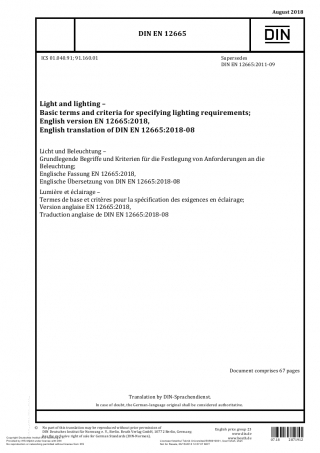 August 2018
DIN EN 12665
DIN
ICS 01.040.91; 91.160.01
Supersedes
DIN EN 12665:2011-09
Light and lighting –
Basic terms and criteria for specifying lighting requirements;
English version EN 12665:2018,
English translation of DIN EN 12665:2018-08
Licht und Beleuchtung –
Grundlegende Begriffe und Kriterien für die Festlegung von Anforderungen an die
Beleuchtung;
Englische Fassung EN 12665:2018,
Englische Übersetzung von DIN EN 12665:2018-08
Lumière et éclairage –
Termes de base et critères pour la spécification des exigences en éclairage;
Version anglaise EN 12665:2018,
Traduction anglaise de DIN EN 12665:2018-08
Document comprises 67 pages
Translation by DIN-Sprachendienst.
In case of doubt, the German-language original shall be considered authoritative.
No part of this translation may be reproduced without prior permission of
DIN Deutsches Institut für Normung e. V., Berlin. Beuth Verlag GmbH, 10772 Berlin, Germany,
has the exclusive right of sale for German Standards (DIN-Normen).
English price group 23
www.din.de
www.beuth.de